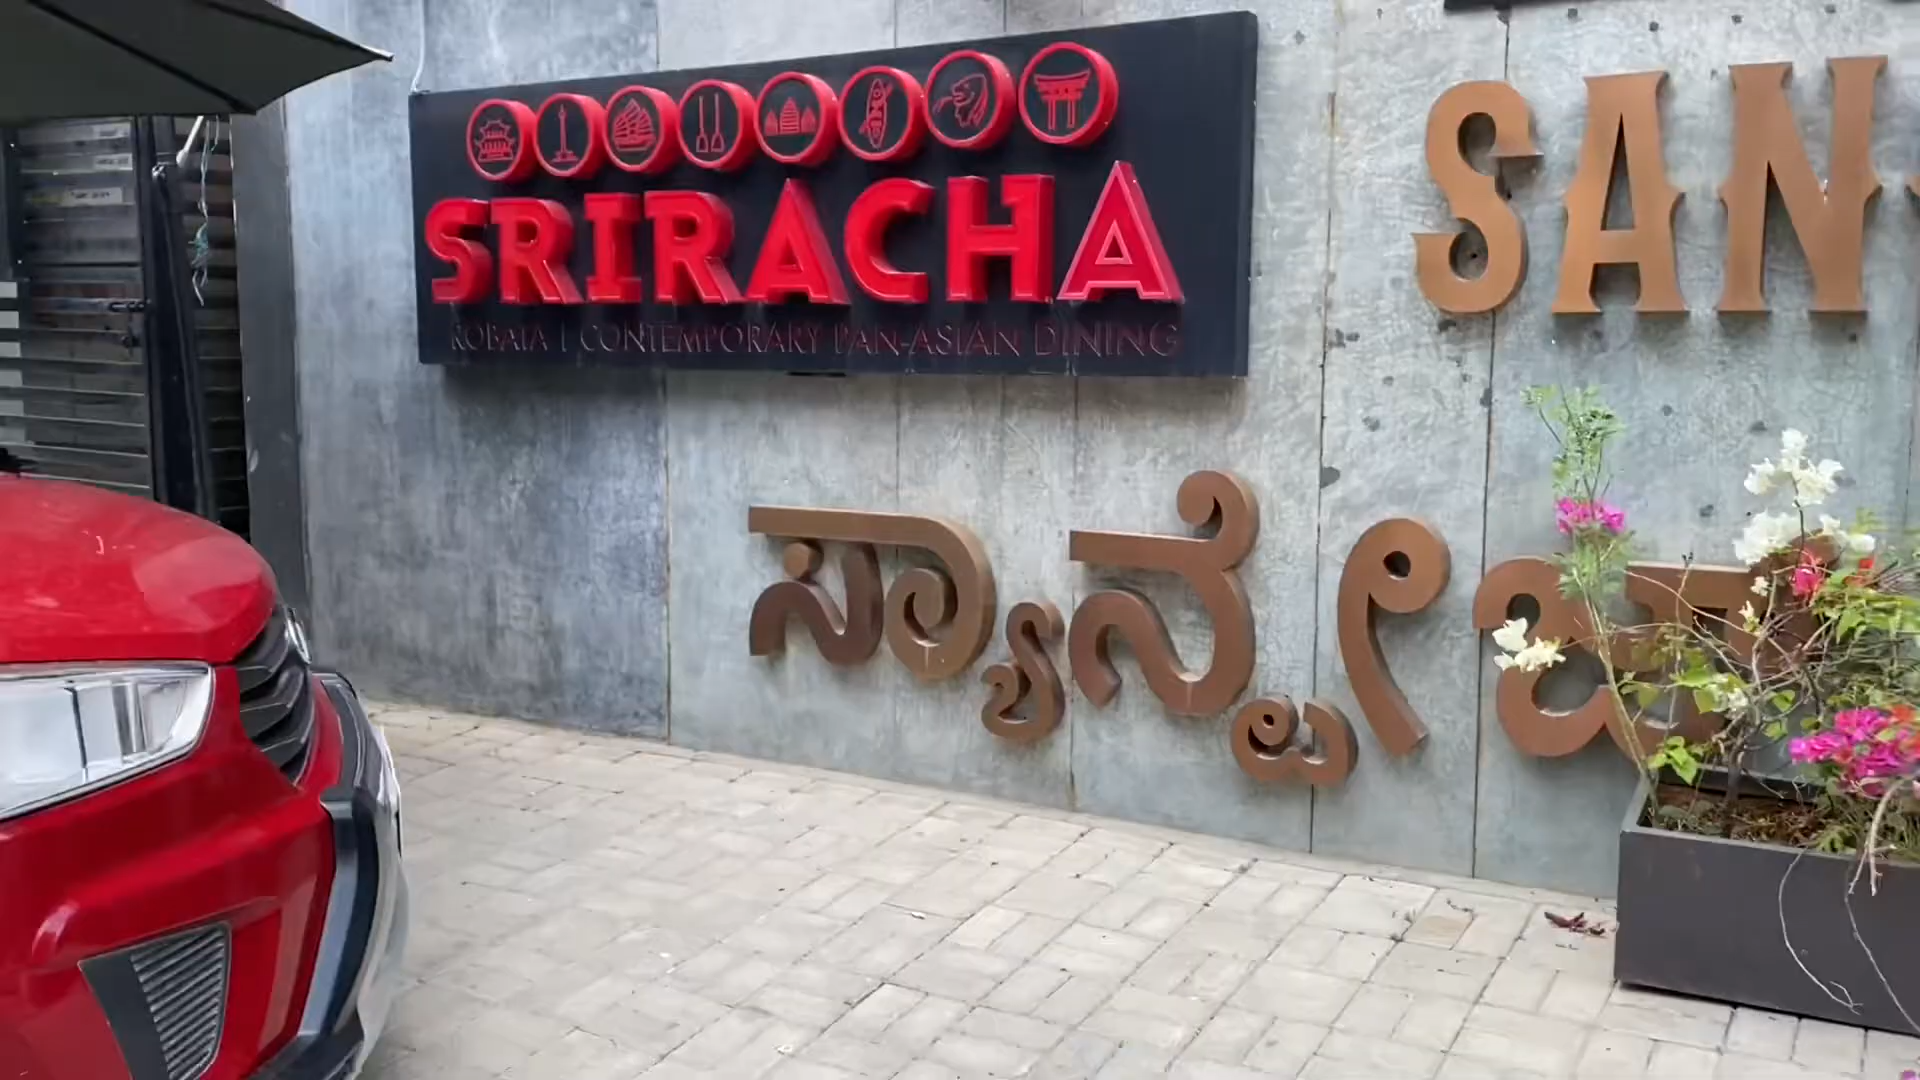 SRIRACHA
ROBATA | CONTEMPORARY PAN-ASIAN DINING
SAN
ಸ್ಯಾನ್ಟೇಜಾ